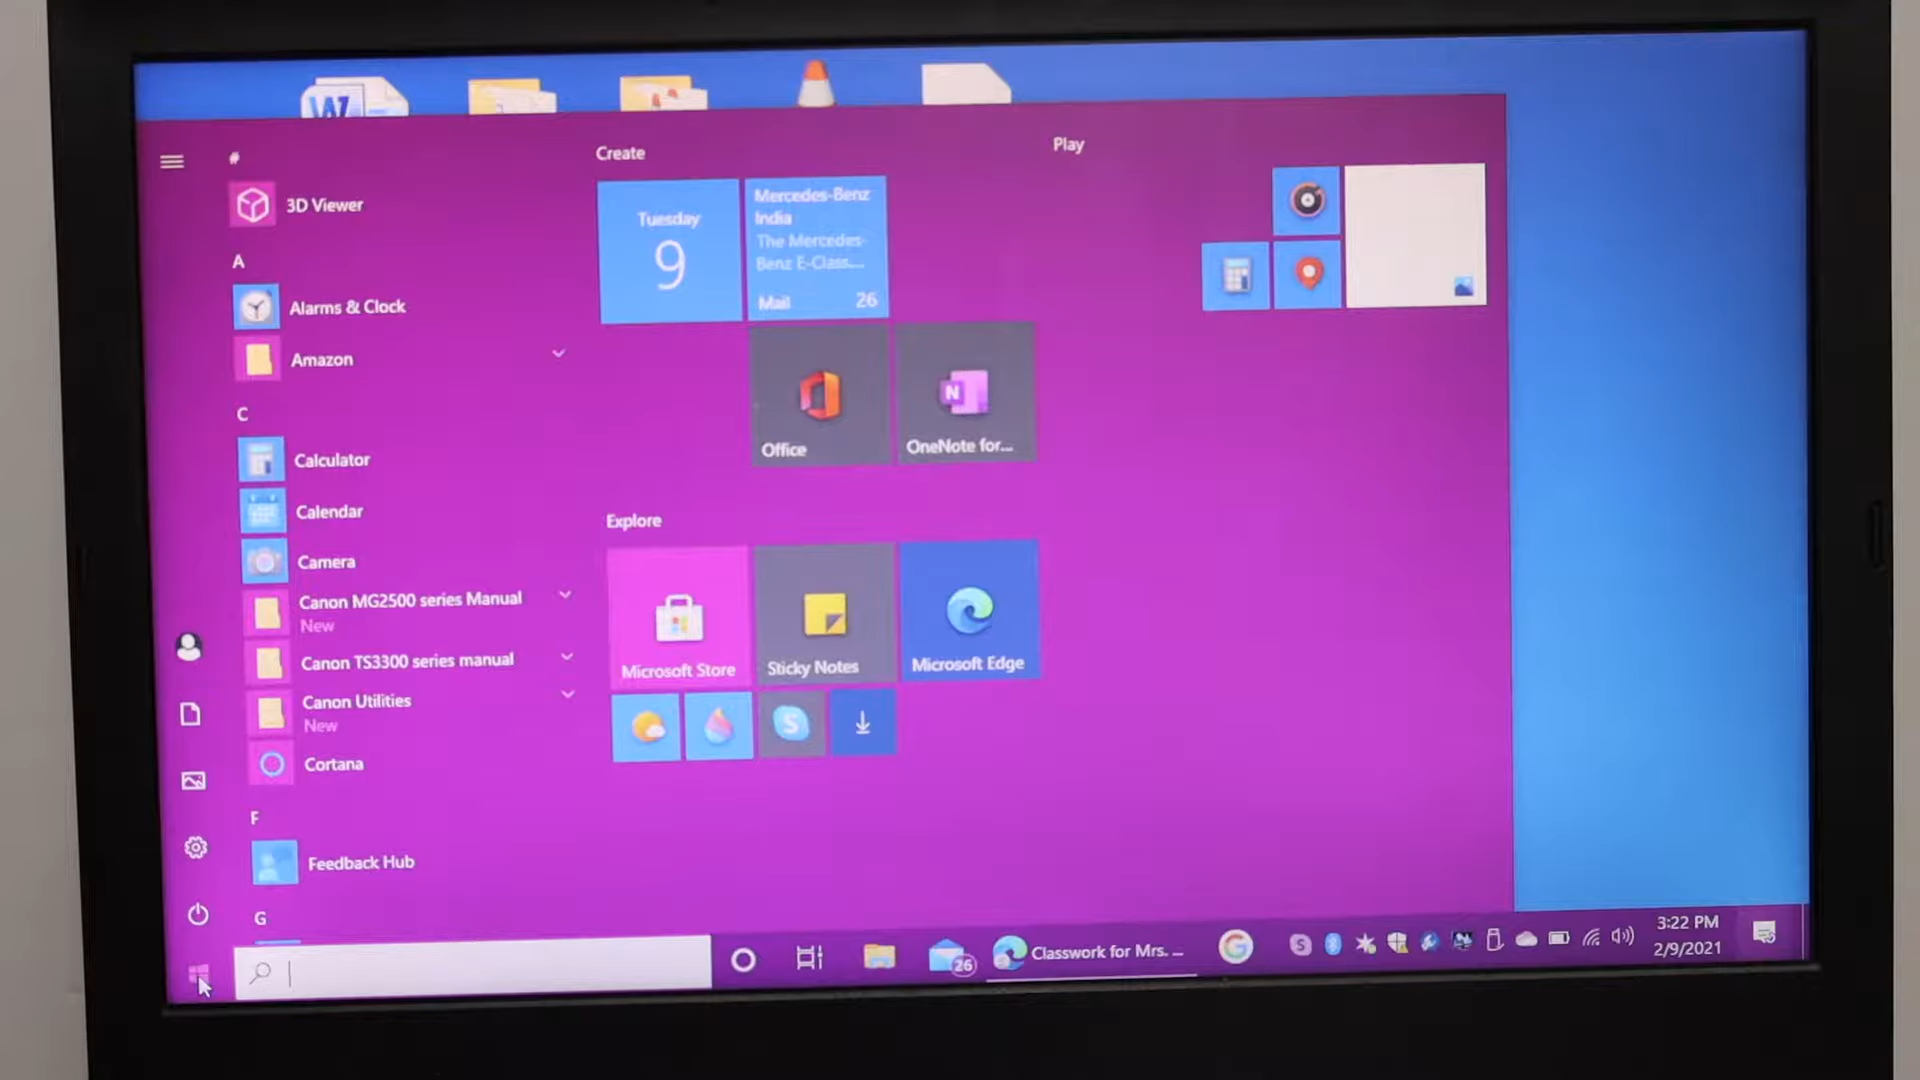 W
#
3D Viewer
A
Alarms & Clock
Amazon
C
Calculator
Calendar
Camera
Canon MG2500 series Manual
New
Canon TS3300 series manual
Canon Utilities
New
Cortana
F
Feedback Hub
G
Create
Tuesday
9
Mercedes-Benz
India
The Mercedes-
Benz E-Class...
Mail 26
Office
N
OneNote for...
Explore
Microsoft Store
Sticky Notes
Microsoft Edge
S
Play
26
Classwork for Mrs. ...
G
S
3:22 PM
2/9/2021